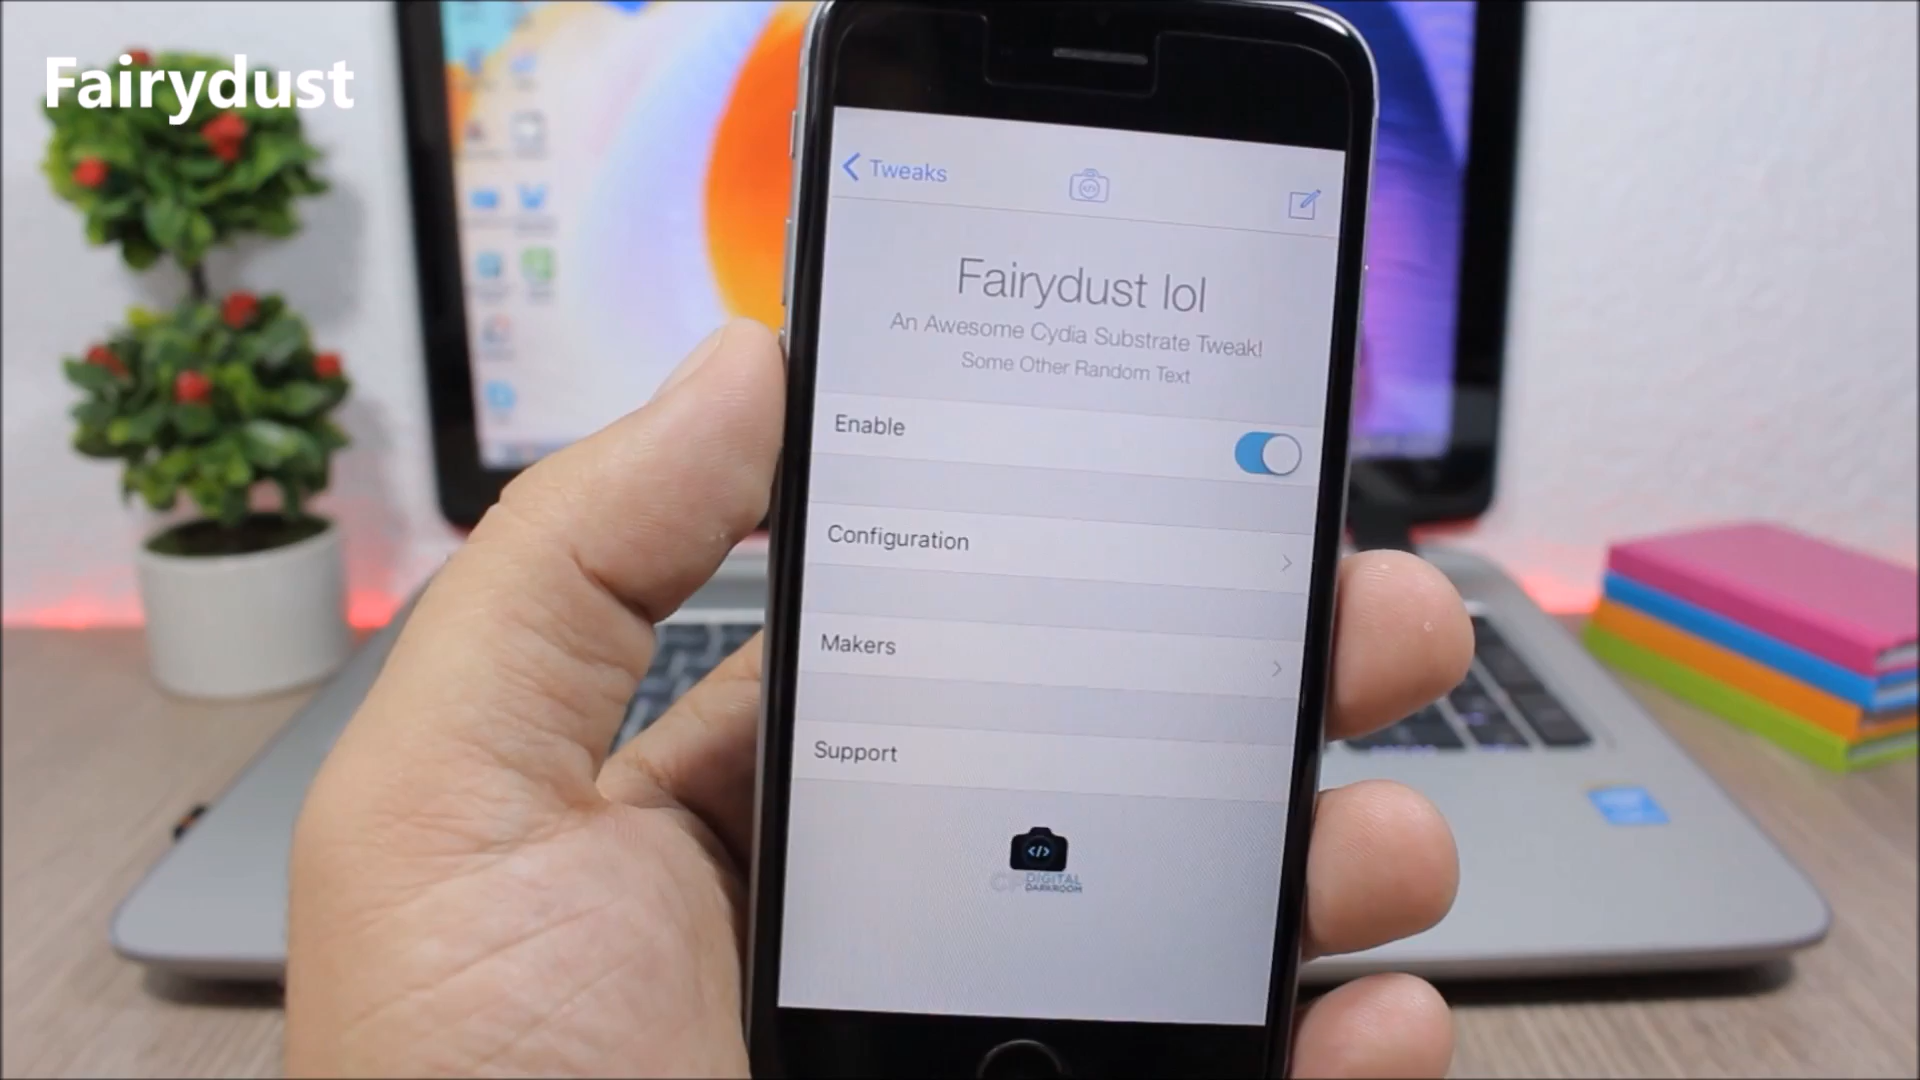 Fairydust
Tweaks
Fairydust lol
An Awesome Cydia Substrate Tweak!
Some Other Random Text
Enable
Configuration
Makers
Support
</>
DIGITAL
DARKROOM